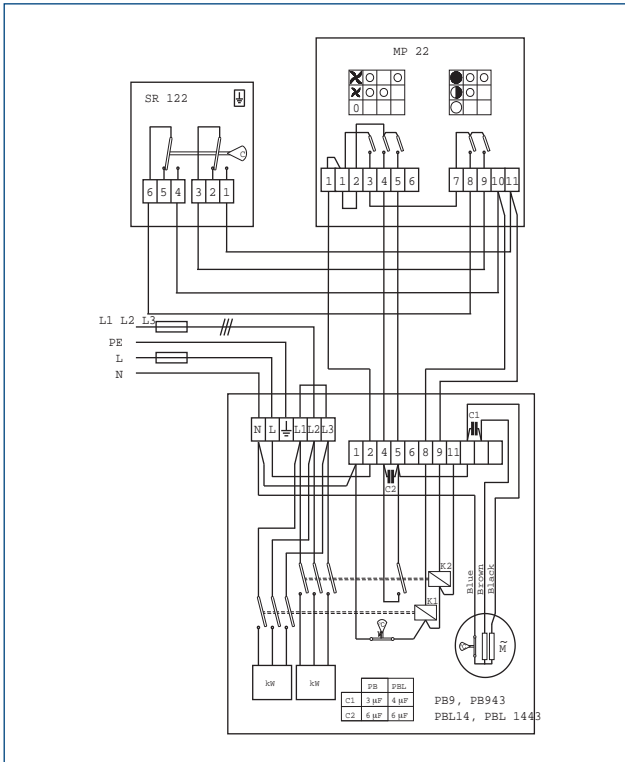 MP 22
0
SR 122
C
6 5 4 3 2 1
1 1 2 3 4 5 6
7 8 9 10 11
L1 L2 L3
PE
L
N
N L L1 L2 L3
1 2 4 5 6 8 9 11
C1
C2
K2
K1
Blue
Brown
Black
C
C
M
~
kW kW
PB PBL
C1 3 µF 4 µF
C2 6 µF 6 µF
PB9, PB943
PBL14, PBL 1443